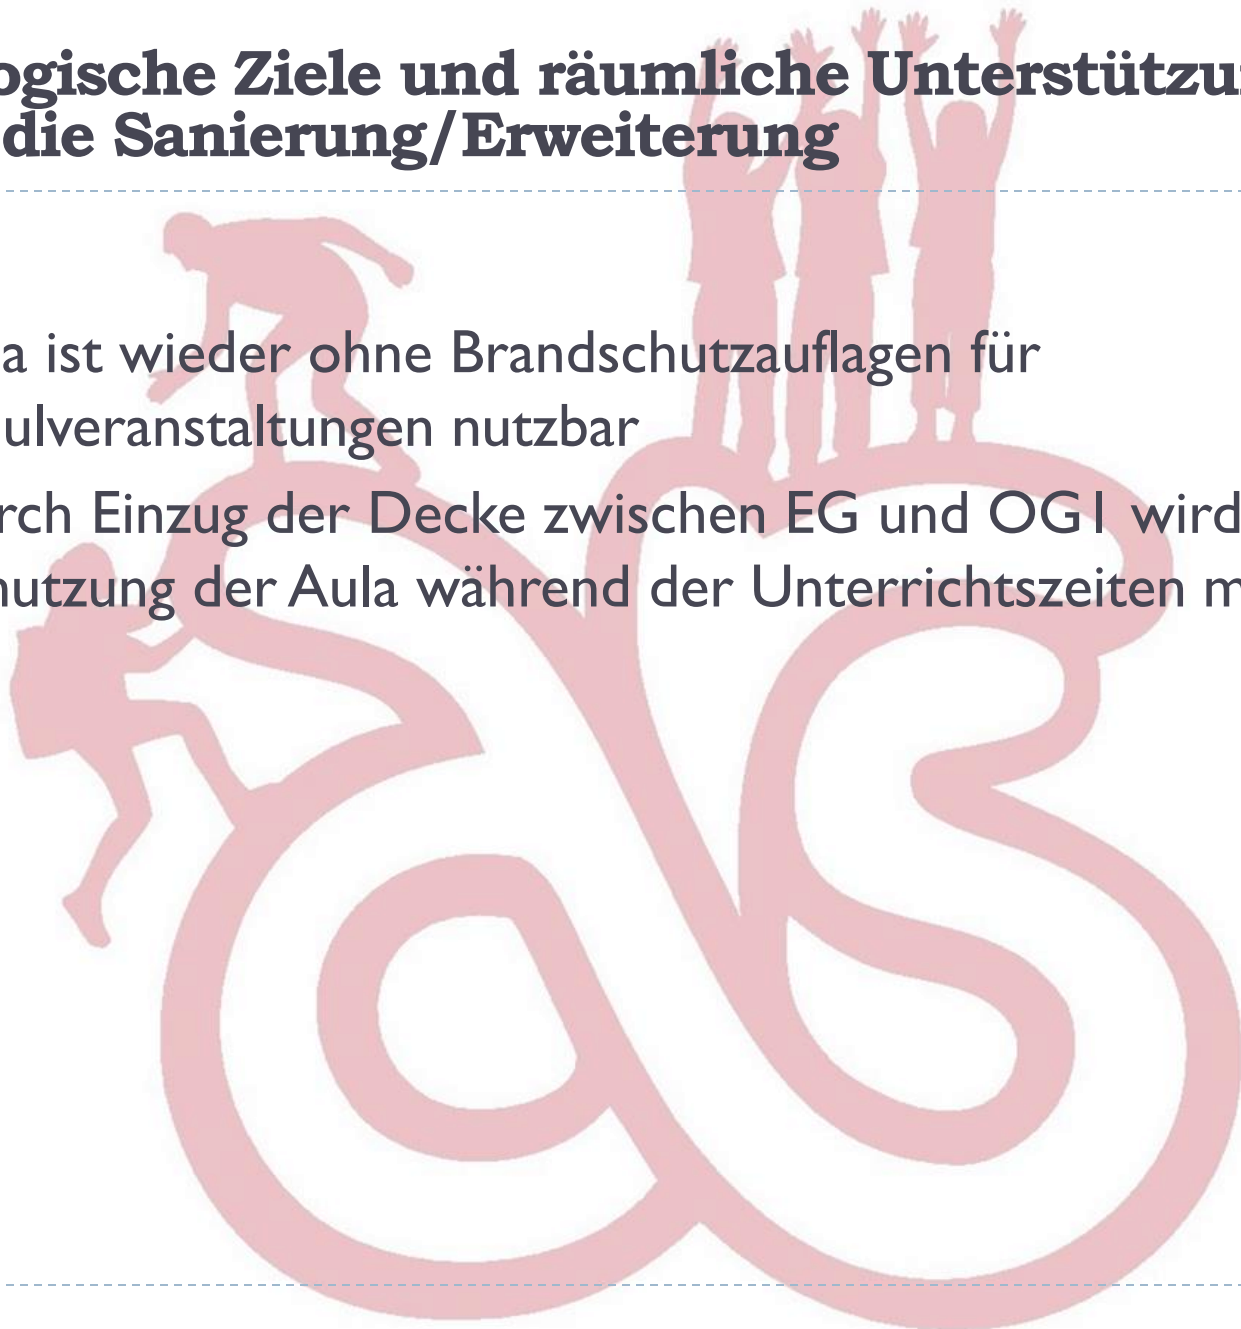 ogische Ziele und räumliche Unterstützu
die Sanierung/Erweiterung
a ist wieder ohne Brandschutzauflagen für
ulveranstaltungen nutzbar
rch Einzug der Decke zwischen EG und OG1 wird
nutzung der Aula während der Unterrichtszeiten m